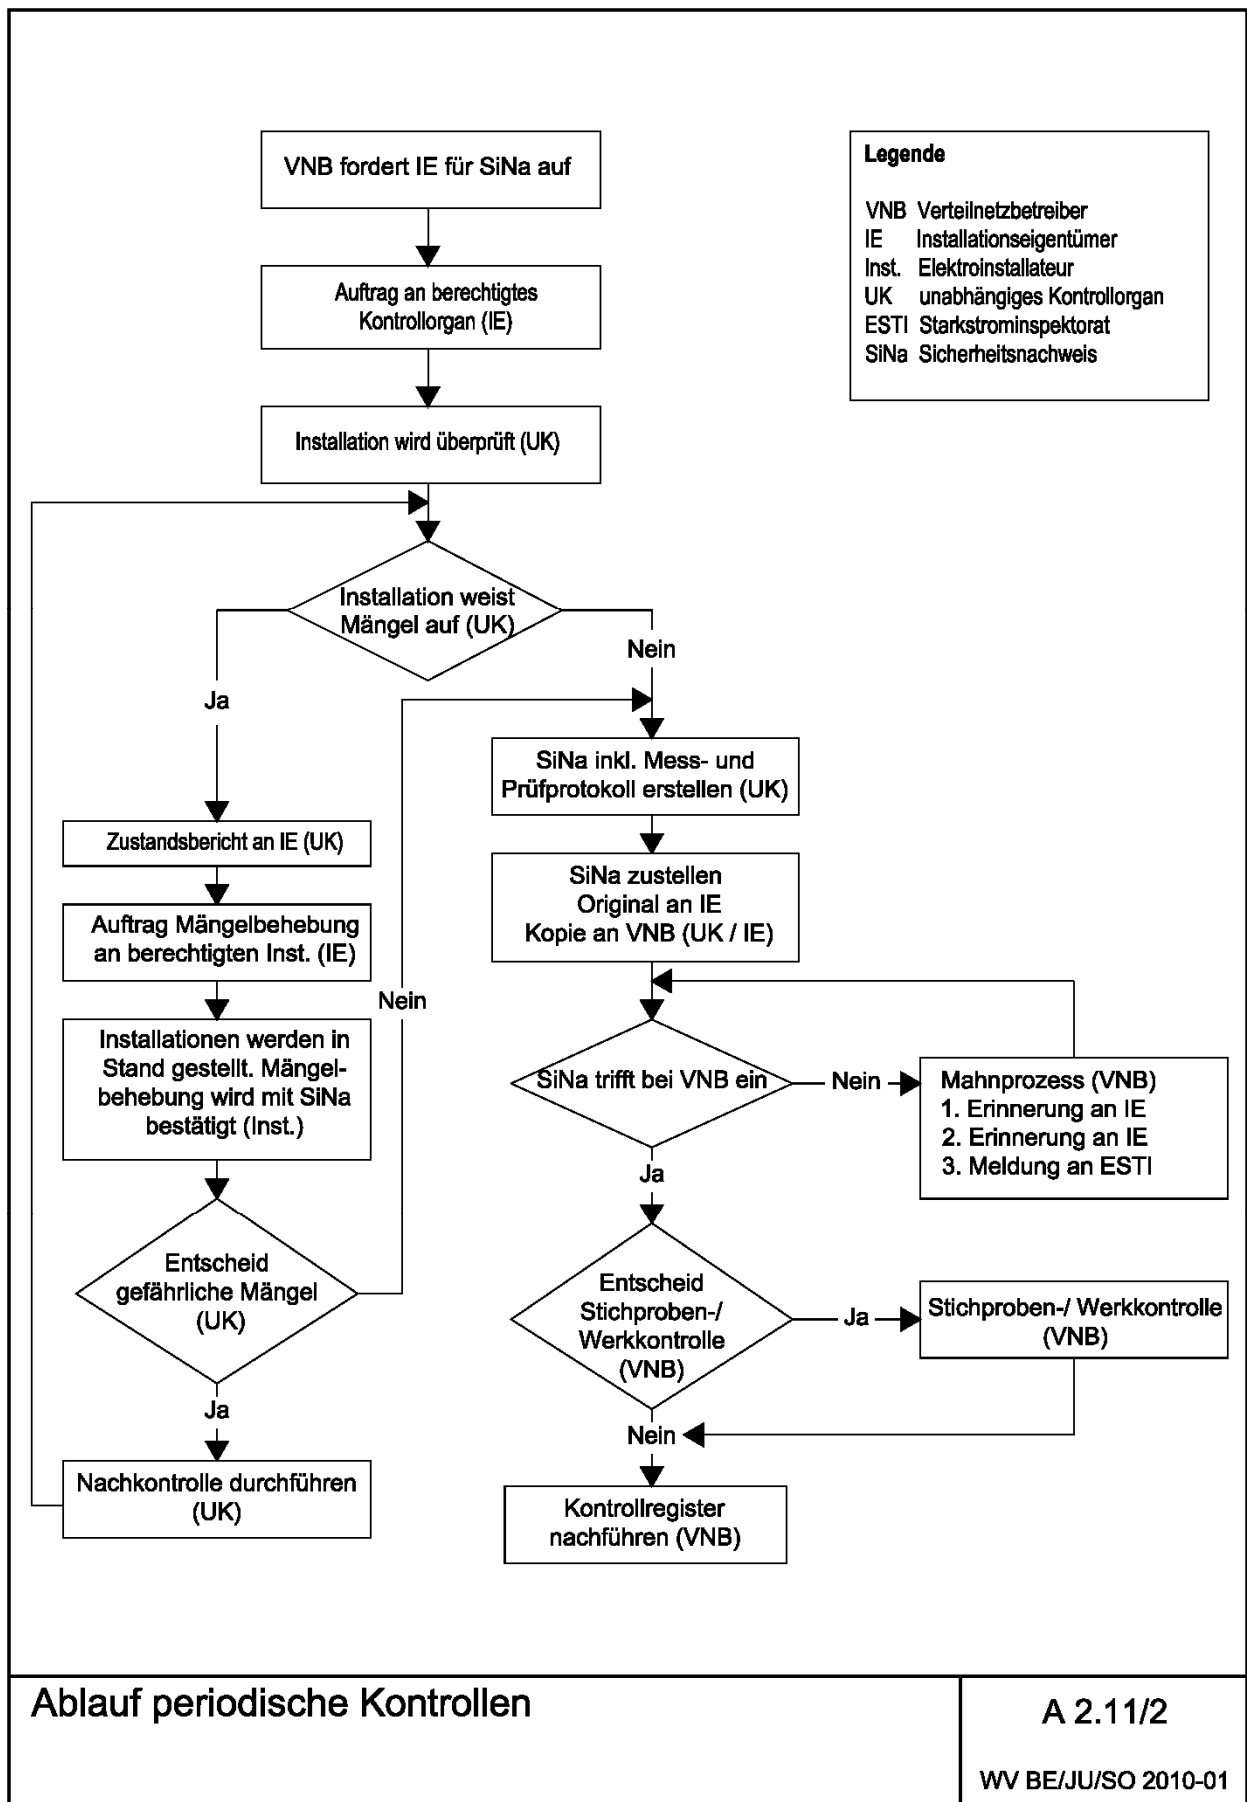 VNB fordert IE für SiNa auf
Legende
VNB Verteilnetzbetreiber
IE Installationseigentümer
Inst. Elektroinstallateur
UK unabhängiges Kontrollorgan
ESTI Starkstrominspektorat
SiNa Sicherheitsnachweis
Auftrag an berechtigtes
Kontrollorgan (IE)
Installation wird überprüft (UK)
Installation weist
Mängel auf (UK)
Nein
Ja
SiNa inkl. Mess- und
Prüfprotokoll erstellen (UK)
Zustandsbericht an IE (UK)
SiNa zustellen
Original an IE
Kopie an VNB (UK / IE)
Auftrag Mängelbehebung
an berechtigten Inst. (IE)
Nein
Installationen werden in
Stand gestellt. Mängel-
behebung wird mit SiNa
bestätigt (Inst.)
SiNa trifft bei VNB ein
Nein
Mahnprozess (VNB)
1. Erinnerung an IE
2. Erinnerung an IE
3. Meldung an ESTI
Ja
Entscheid
gefährliche Mängel
(UK)
Entscheid
Stichproben-/
Werkkontrolle
(VNB)
Ja
Stichproben-/ Werkkontrolle
(VNB)
Ja
Nein
Nachkontrolle durchführen
(UK)
Kontrollregister
nachführen (VNB)
Ablauf periodische Kontrollen
A 2.11/2
WV BE/JU/SO 2010-01